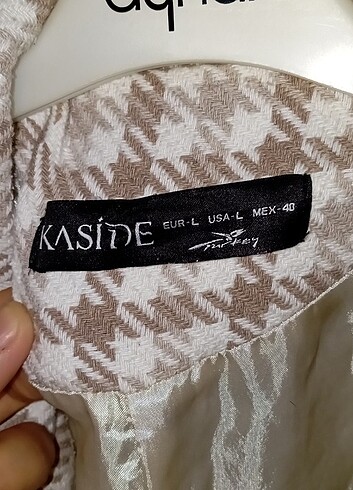 KASİDE EUR-L USA-L MEX-40
Turkey